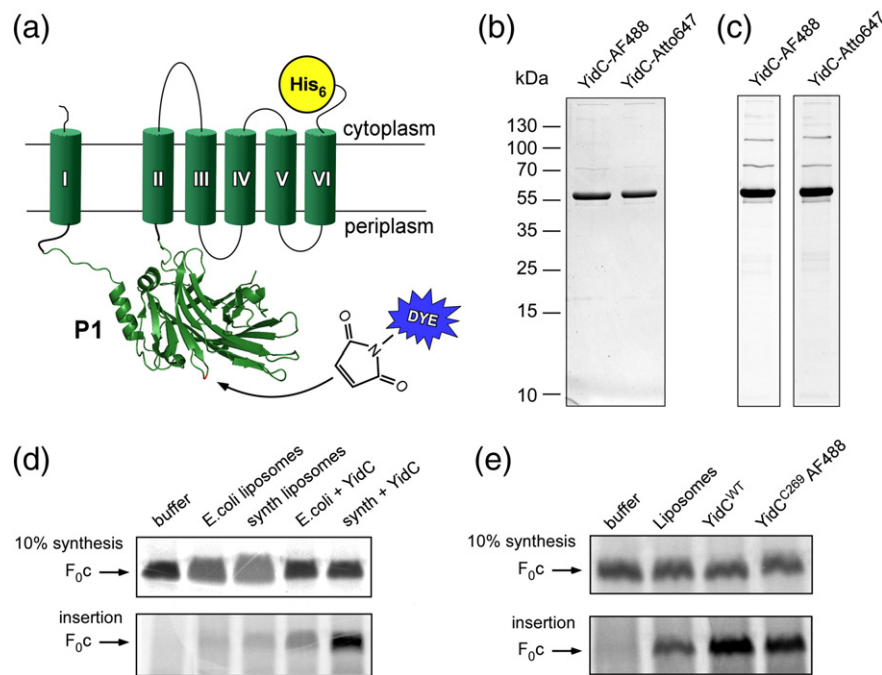 (a)
His6
cytoplasm
I II III IV V VI
periplasm
P1
DYE
O
N
O
(b)
YidC-AF488
YidC-Atto647
kDa
130
100
70
55
35
25
15
10
(c)
YidC-AF488
YidC-Atto647
(d)
buffer
E.coli liposomes
synth liposomes
E.coli + YidC
synth + YidC
10% synthesis
F0c
insertion
F0c
(e)
buffer
Liposomes
YidCWT
YidCC269 AF488
10% synthesis
F0c
insertion
F0c